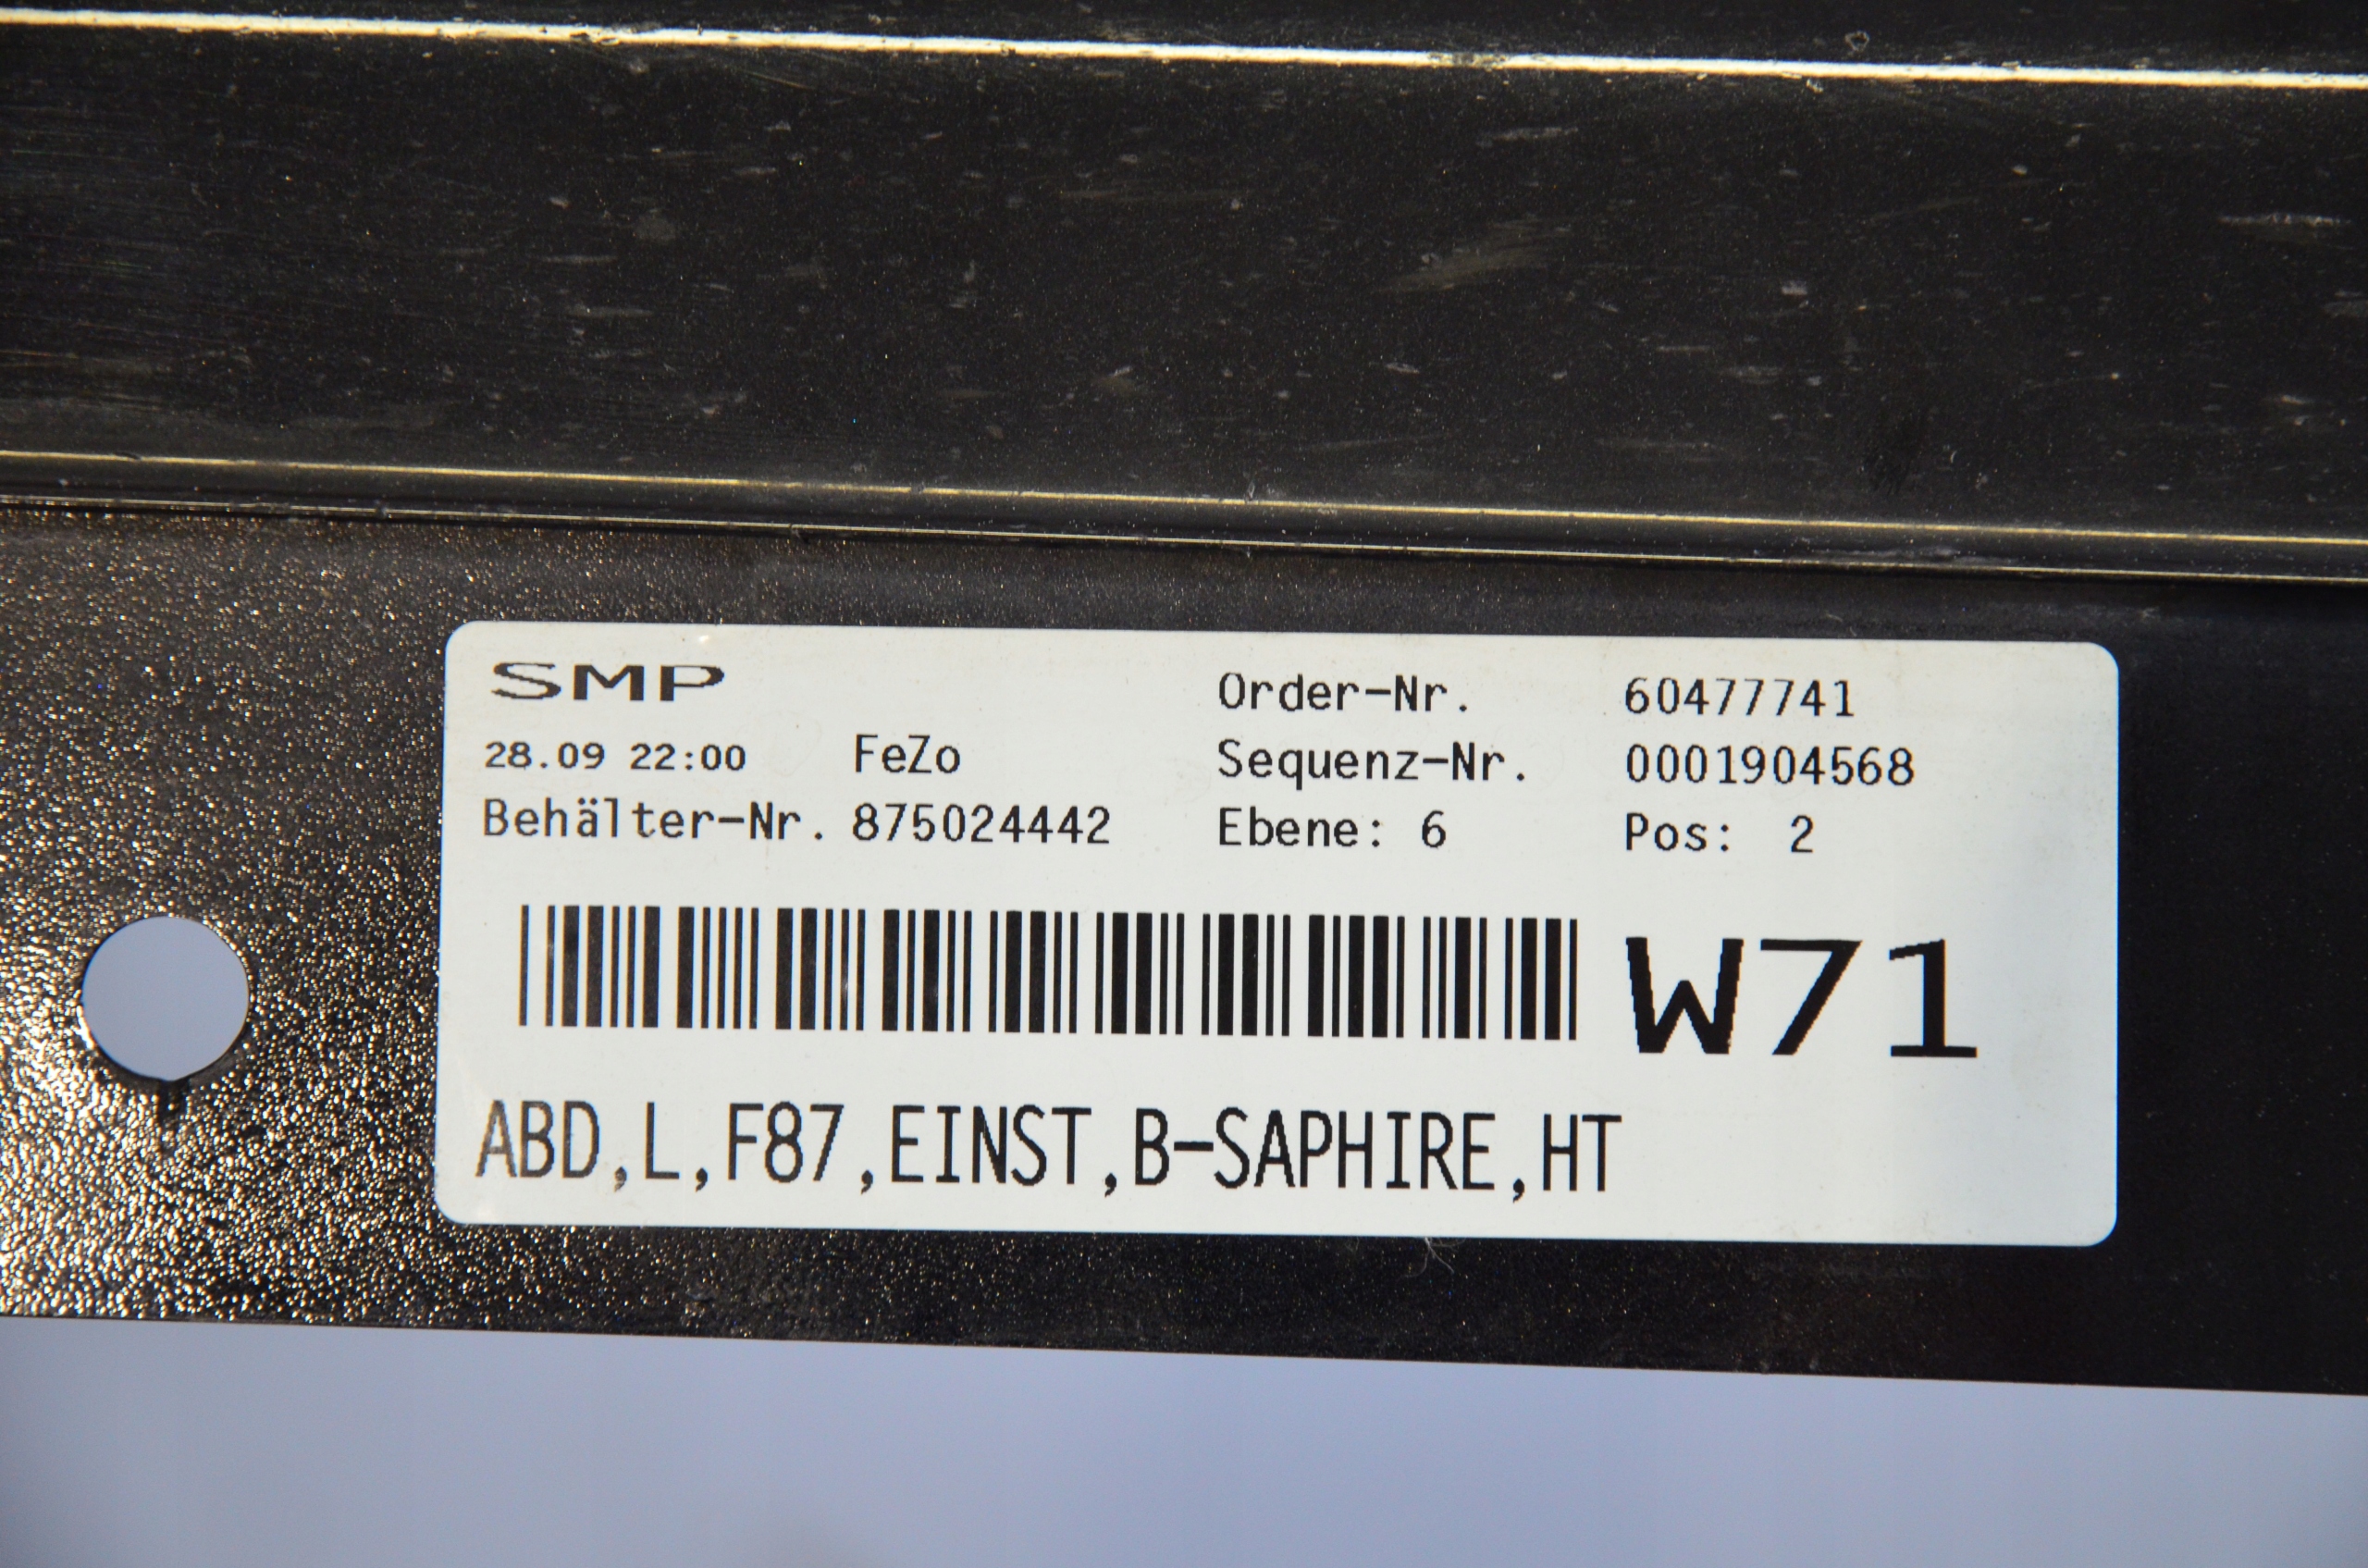 SMP
Order-Nr. 60477741
28.09 22:00 FeZo Sequenz-Nr. 0001904568
Behälter-Nr. 875024442 Ebene: 6 Pos: 2
W71
ABD,L,F87,EINST,B-SAPHIRE,HT